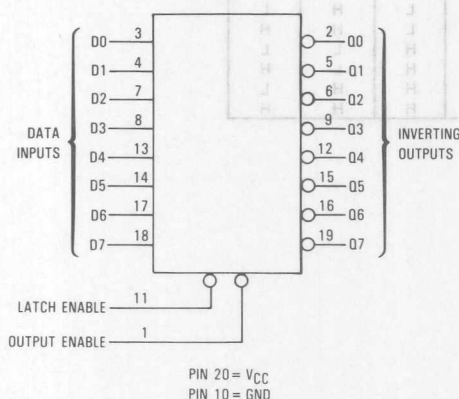 D0 3 2 Q0
D1 4 5 Q1
D2 7 6 Q2
D3 8 9 Q3
DATA INPUTS
INVERTING OUTPUTS
D4 13 12 Q4
D5 14 15 Q5
D6 17 16 Q6
D7 18 19 Q7
LATCH ENABLE 11
OUTPUT ENABLE 1
PIN 20 = VCC
PIN 10 = GND